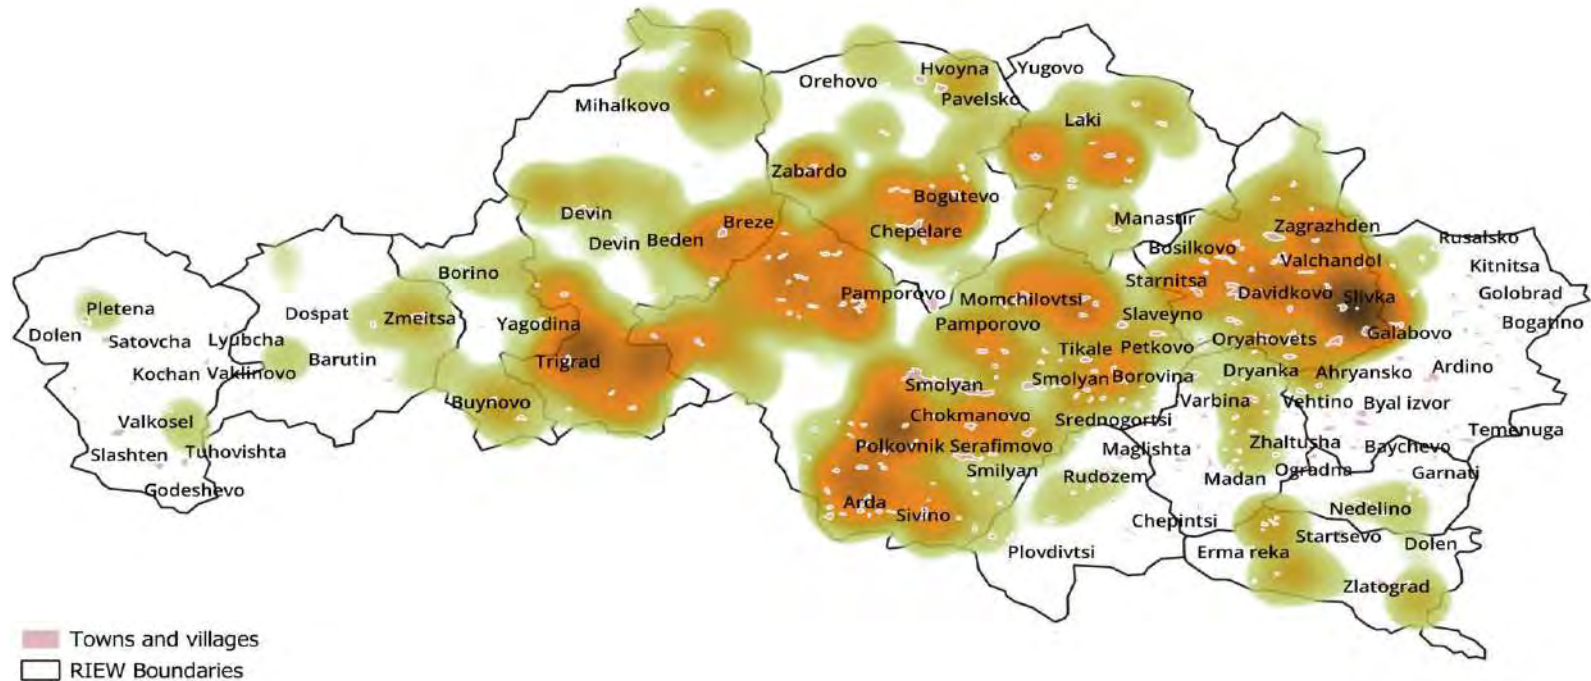 Hvoyna
Yugovo
Orehovo
Mihalkovo
Pavelsko
Laki
Zabardo
Bogutevo
Devin
Breze
Manastir
Zagrazhden
Chepelare
Devin
Beden
Bosilkovo
Rusalsko
Valchandol
Kitnitsa
Borino
Starnitsa
Pamporovo
Momchilovtsi
Davidkovo
Slivka
Golobrad
Pletena
Dospat
Zmeitsa
Yagodina
Pamporovo
Slaveyno
Galabovo
Bogatino
Dolen
Satovcha
Lyubcha
Tikale
Petkovo
Oryahovets
Kochan
Vaklinovo
Barutin
Trigrad
Smolyan
Smolyan
Borovina
Dryanka
Ahryansko
Ardino
Buynovo
Varbina
Vehtino
Byal izvor
Valkosel
Chokmanovo
Srednogortsi
Temenuga
Slashten
Tuhovishta
Polkovnik Serafimovo
Maglishta
Zhaltusha
Baychevo
Smilyan
Rudozem
Madan
Ogradna
Garnati
Godeshevo
Arda
Sivino
Chepintsi
Nedelino
Startsevo
Dolen
Plovdivtsi
Erma reka
Zlatograd
Towns and villages
RIEW Boundaries